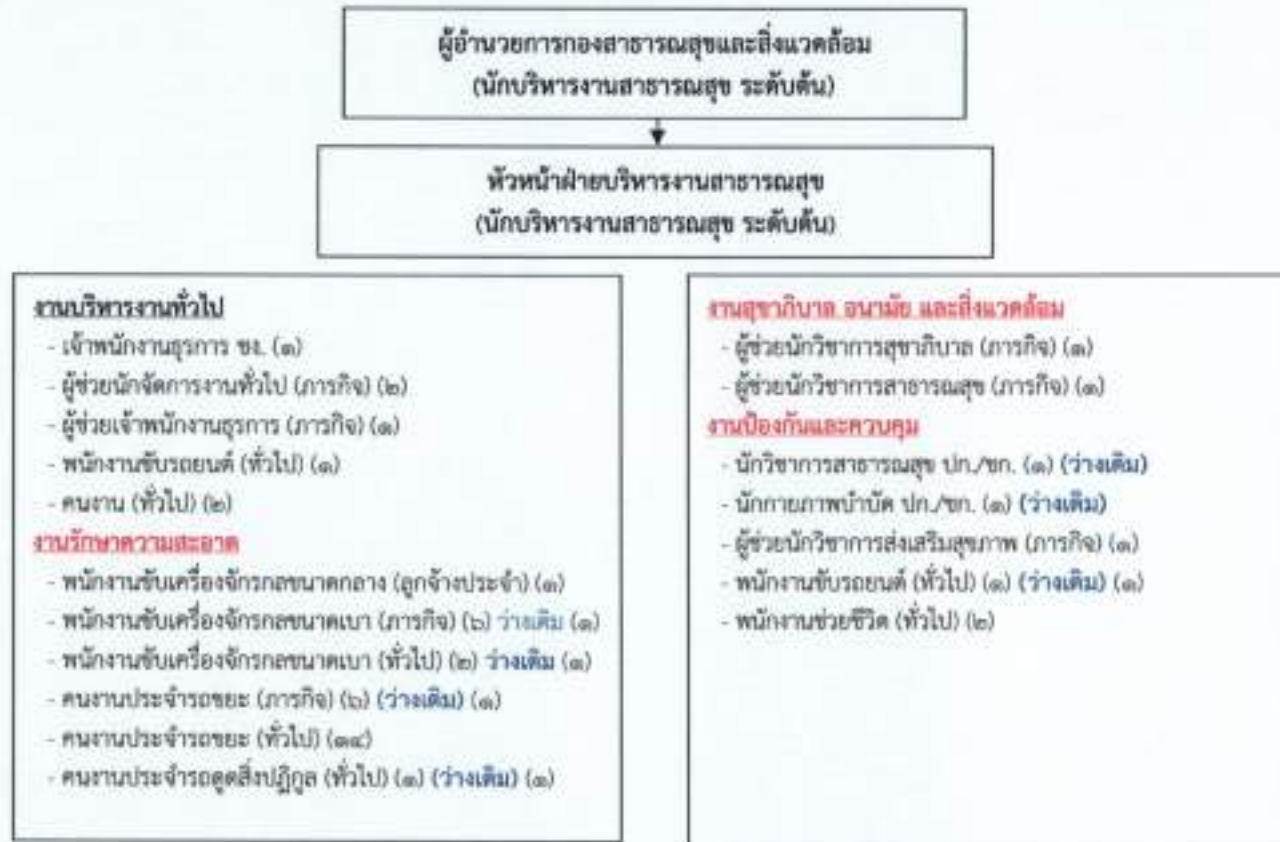 ผู้อำนวยการกองสาธารณสุขและสิ่งแวดล้อม
(นักบริหารงานสาธารณสุข ระดับต้น)
หัวหน้าฝ่ายบริหารงานสาธารณสุข
(นักบริหารงานสาธารณสุข ระดับต้น)
งานบริหารงานทั่วไป
- เจ้าพนักงานธุรการ ชง. (๑)
- ผู้ช่วยนักจัดการงานทั่วไป (ภารกิจ) (๒)
- ผู้ช่วยเจ้าพนักงานธุรการ (ภารกิจ) (๑)
- พนักงานขับรถยนต์ (ทั่วไป) (๑)
- คนงาน (ทั่วไป) (๒)
งานรักษาความสะอาด
- พนักงานขับเครื่องจักรกลขนาดกลาง (ลูกจ้างประจำ) (๑)
- พนักงานขับเครื่องจักรกลขนาดเบา (ภารกิจ) (๖) ว่างเดิม (๑)
- พนักงานขับเครื่องจักรกลขนาดเบา (ทั่วไป) (๒) ว่างเดิม (๑)
- คนงานประจำรถขยะ (ภารกิจ) (๖) (ว่างเดิม) (๑)
- คนงานประจำรถขยะ (ทั่วไป) (๑๔)
- คนงานประจำรถดูดสิ่งปฏิกูล (ทั่วไป) (๑) (ว่างเดิม) (๑)
งานสุขาภิบาล อนามัย และสิ่งแวดล้อม
- ผู้ช่วยนักวิชาการสุขาภิบาล (ภารกิจ) (๑)
- ผู้ช่วยนักวิชาการสาธารณสุข (ภารกิจ) (๑)
งานป้องกันและควบคุม
- นักวิชาการสาธารณสุข ปก./ชก. (๑) (ว่างเดิม)
- นักกายภาพบำบัด ปก./ชก. (๑) (ว่างเดิม)
- ผู้ช่วยนักวิชาการส่งเสริมสุขภาพ (ภารกิจ) (๑)
- พนักงานขับรถยนต์ (ทั่วไป) (๑) (ว่างเดิม) (๑)
- พนักงานช่วยชีวิต (ทั่วไป) (๒)